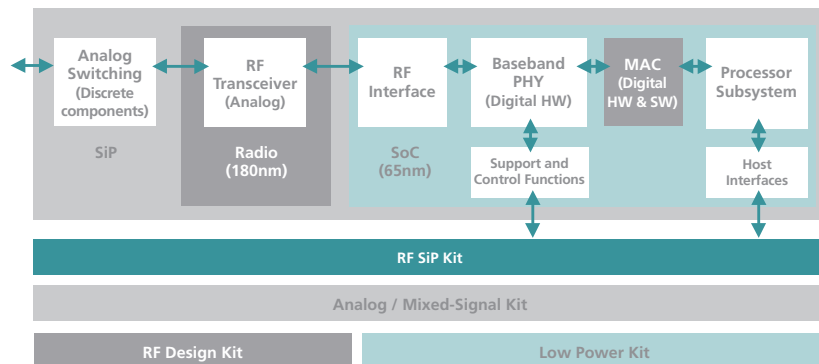 Analog
Switching
(Discrete
components)
RF
Transceiver
(Analog)
RF
Interface
Baseband
PHY
(Digital HW)
MAC
(Digital
HW & SW)
Processor
Subsystem
SiP
Radio
(180nm)
SoC
(65nm)
Support and
Control Functions
Host
Interfaces
RF SiP Kit
Analog / Mixed-Signal Kit
RF Design Kit
Low Power Kit